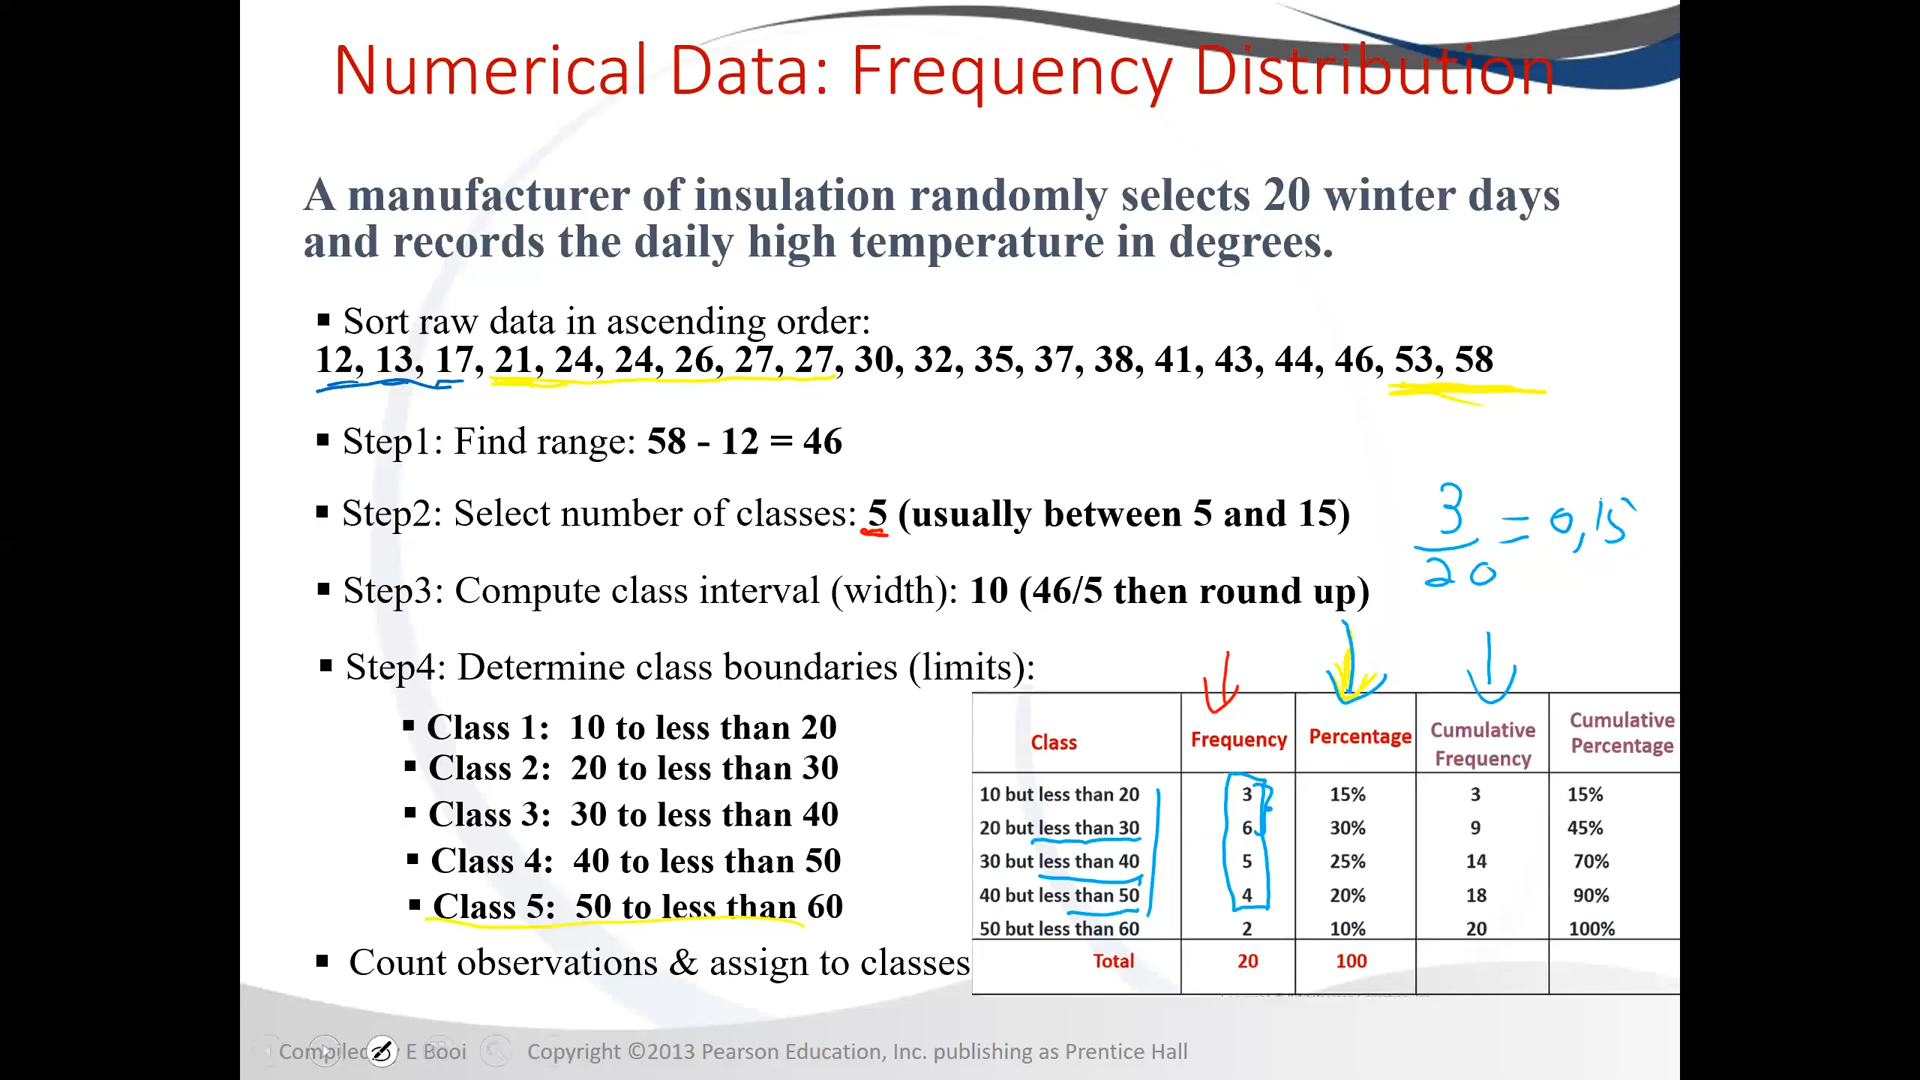 Numerical Data: Frequency Distribution
A manufacturer of insulation randomly selects 20 winter days
and records the daily high temperature in degrees.
▪ Sort raw data in ascending order:
12, 13, 17, 21, 24, 24, 26, 27, 27, 30, 32, 35, 37, 38, 41, 43, 44, 46, 53, 58
▪ Step1: Find range: 58 - 12 = 46
▪ Step2: Select number of classes: 5 (usually between 5 and 15)
3/20 = 0,15
▪ Step3: Compute class interval (width): 10 (46/5 then round up)
▪ Step4: Determine class boundaries (limits):
▪ Class 1: 10 to less than 20
▪ Class 2: 20 to less than 30
▪ Class 3: 30 to less than 40
▪ Class 4: 40 to less than 50
▪ Class 5: 50 to less than 60
▪ Count observations & assign to classes
Class Frequency Percentage Cumulative Frequency Cumulative Percentage
10 but less than 20 3 15% 3 15%
20 but less than 30 6 30% 9 45%
30 but less than 40 5 25% 14 70%
40 but less than 50 4 20% 18 90%
50 but less than 60 2 10% 20 100%
Total 20 100
Compiled E Booi Copyright ©2013 Pearson Education, Inc. publishing as Prentice Hall